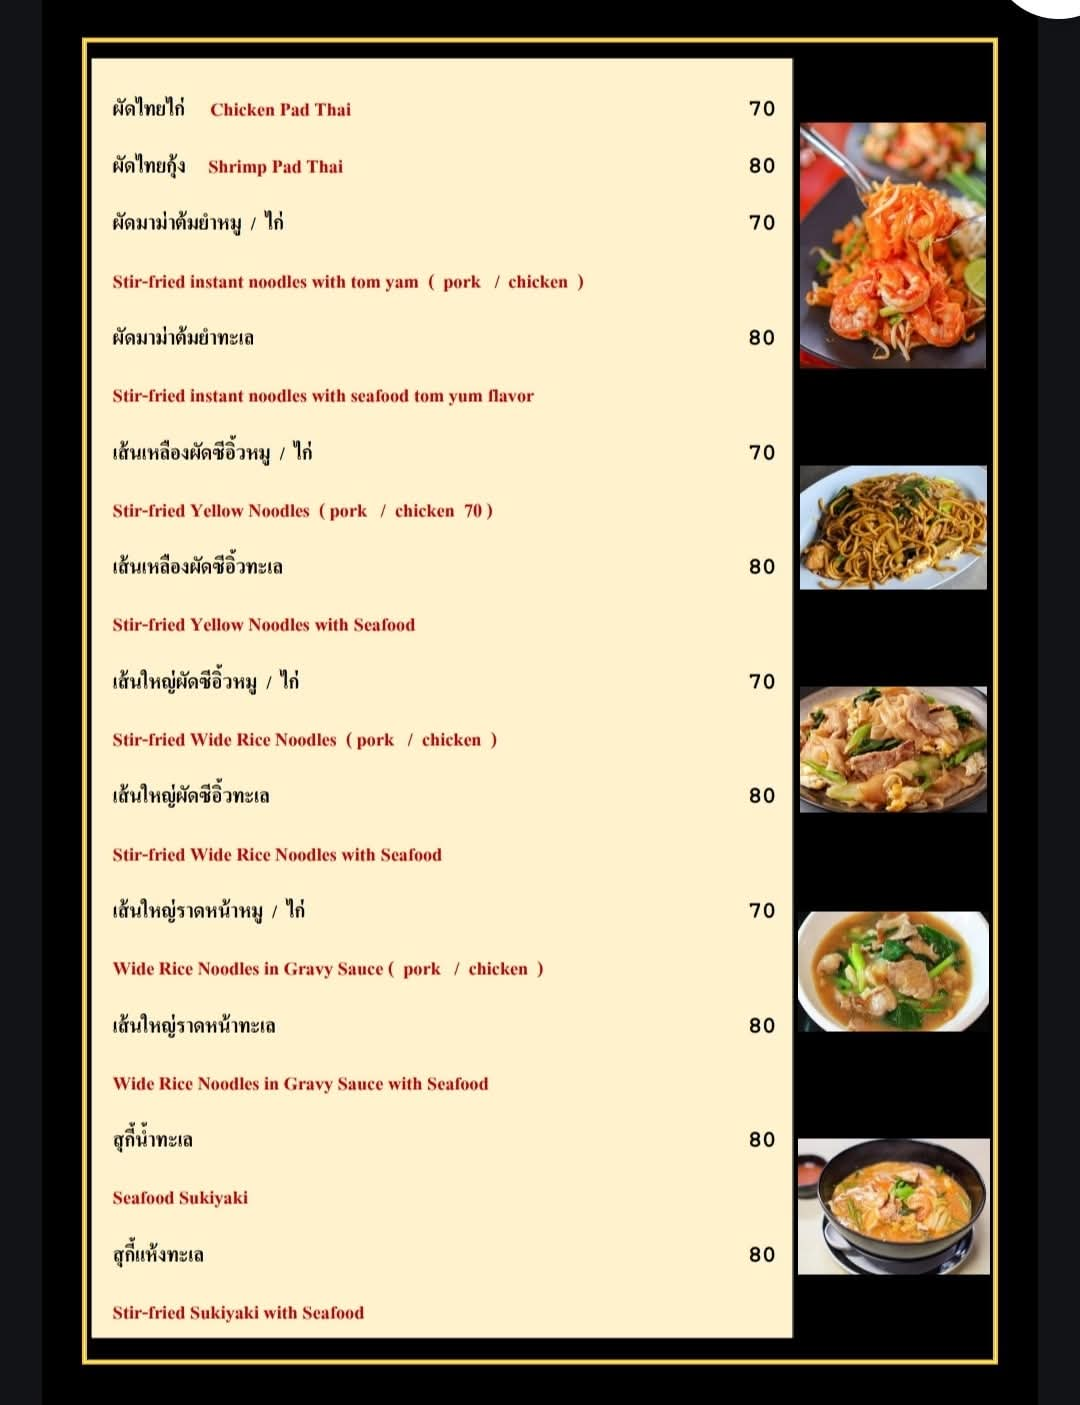 ผัดไทยไก่ Chicken Pad Thai 70
ผัดไทยกุ้ง Shrimp Pad Thai 80
ผัดมาม่าต้มยำหมู / ไก่ 70
Stir-fried instant noodles with tom yam ( pork / chicken )
ผัดมาม่าต้มยำทะเล 80
Stir-fried instant noodles with seafood tom yum flavor
เส้นเหลืองผัดซีอิ้วหมู / ไก่ 70
Stir-fried Yellow Noodles ( pork / chicken 70 )
เส้นเหลืองผัดซีอิ้วทะเล 80
Stir-fried Yellow Noodles with Seafood
เส้นใหญ่ผัดซีอิ้วหมู / ไก่ 70
Stir-fried Wide Rice Noodles ( pork / chicken )
เส้นใหญ่ผัดซีอิ้วทะเล 80
Stir-fried Wide Rice Noodles with Seafood
เส้นใหญ่ราดหน้าหมู / ไก่ 70
Wide Rice Noodles in Gravy Sauce ( pork / chicken )
เส้นใหญ่ราดหน้าทะเล 80
Wide Rice Noodles in Gravy Sauce with Seafood
สุกี้น้ำทะเล 80
Seafood Sukiyaki
สุกี้แห้งทะเล 80
Stir-fried Sukiyaki with Seafood